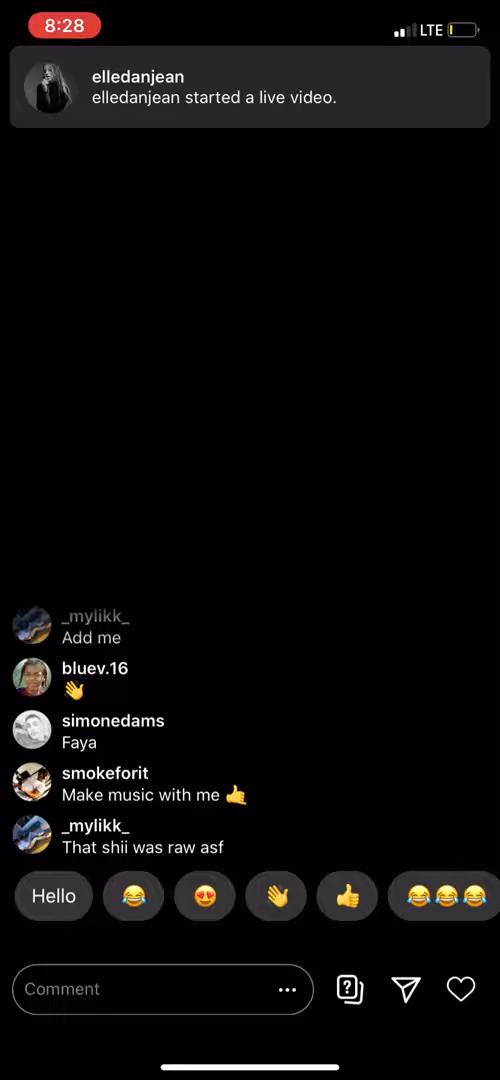 8:28
LTE
elledanjean
elledanjean started a live video.
_mylikk_
Add me
bluev.16
👋
simonedams
Faya
smokeforit
Make music with me 🤙
_mylikk_
That shii was raw asf
Hello 😂 😍 👋 👍 😂😂😂
Comment